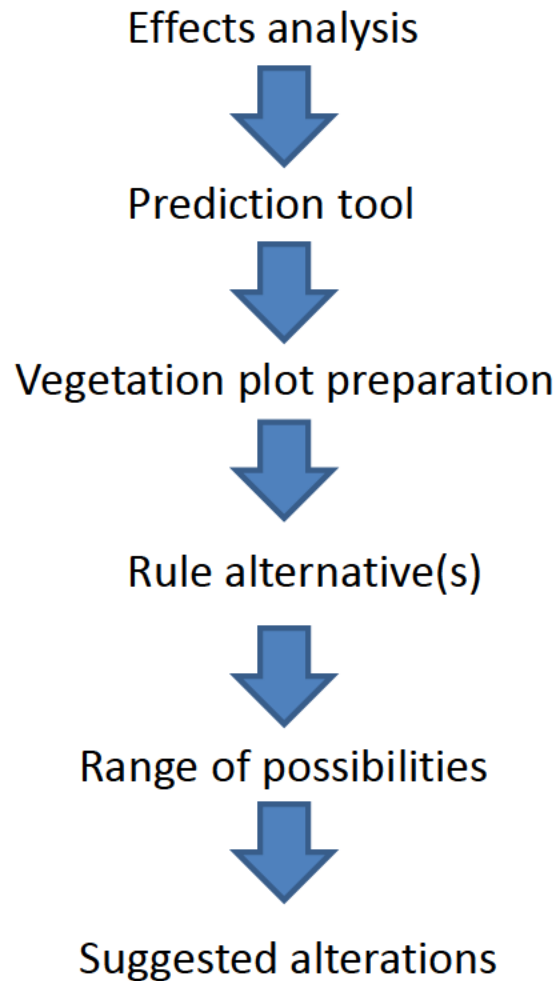 Effects analysis
Prediction tool
Vegetation plot preparation
Rule alternative(s)
Range of possibilities
Suggested alterations